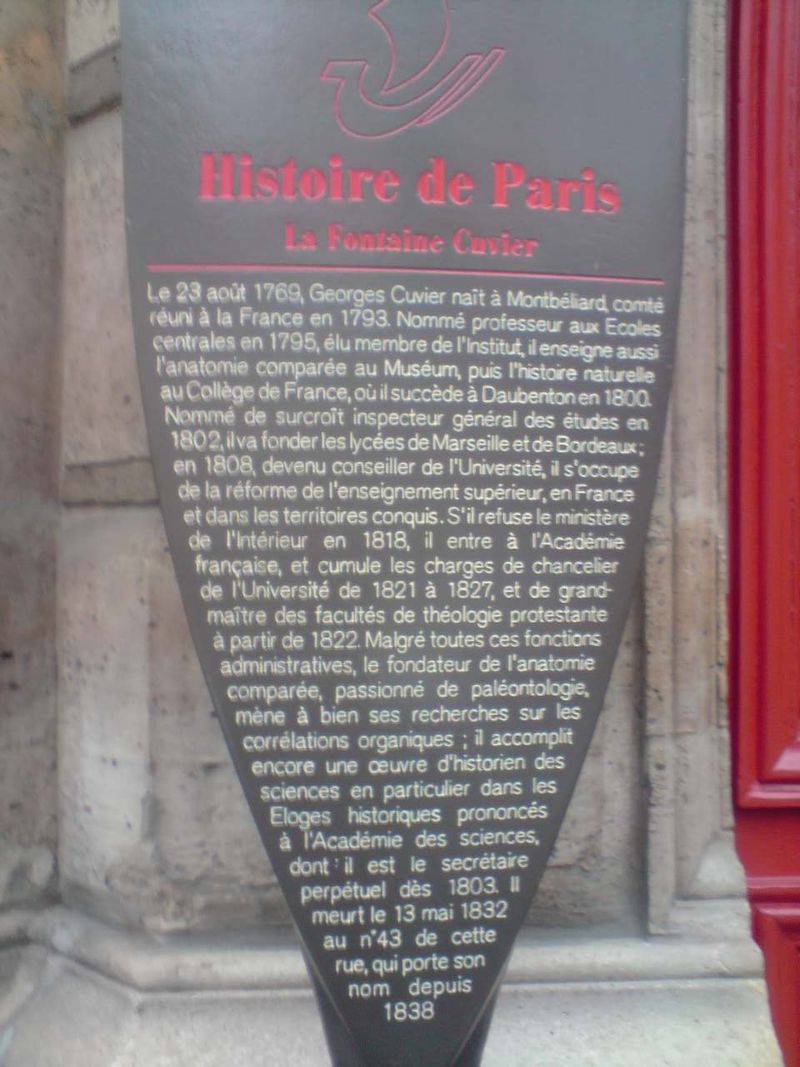 Histoire de Paris
La Fontaine Cuvier
Le 23 août 1769, Georges Cuvier naît à Montbéliard, comté
réuni à la France en 1793. Nommé professeur aux Ecoles
centrales en 1795, élu membre de l'Institut, il enseigne aussi
l'anatomie comparée au Muséum, puis l'histoire naturelle
au Collège de France, où il succède à Daubenton en 1800.
Nommé de surcroît inspecteur général des études en
1802, il va fonder les lycées de Marseille et de Bordeaux ;
en 1808, devenu conseiller de l'Université, il s'occupe
de la réforme de l'enseignement supérieur, en France
et dans les territoires conquis. S'il refuse le ministère
de l'Intérieur en 1818, il entre à l'Académie
française, et cumule les charges de chancelier
de l'Université de 1821 à 1827, et de grand-
maître des facultés de théologie protestante
à partir de 1822. Malgré toutes ces fonctions
administratives, le fondateur de l'anatomie
comparée, passionné de paléontologie,
mène à bien ses recherches sur les
corrélations organiques ; il accomplit
encore une œuvre d'historien des
sciences en particulier dans les
Eloges historiques prononcés
à l'Académie des sciences,
dont il est le secrétaire
perpétuel dès 1803. Il
meurt le 13 mai 1832
au n°43 de cette
rue, qui porte son
nom depuis
1838